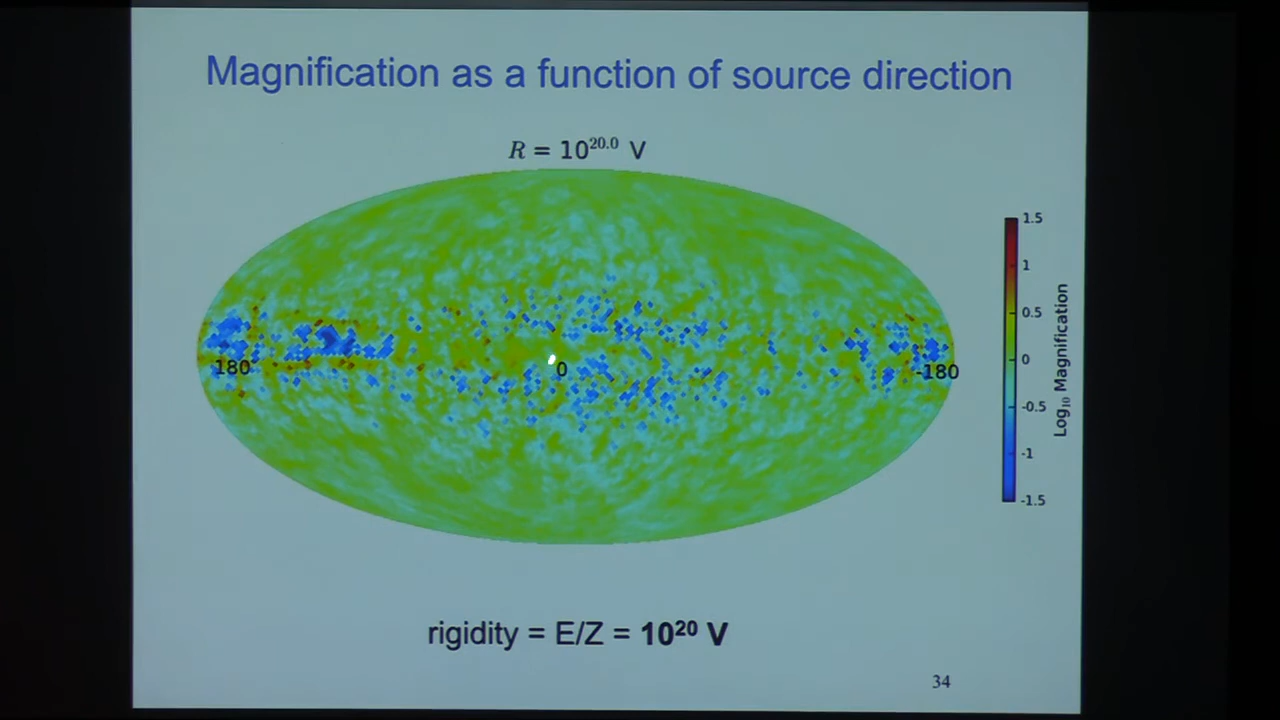 Magnification as a function of source direction
R = 10^20.0 V
1.5
1
0.5
0
-0.5
-1
-1.5
Log10 Magnification
180
0
-180
rigidity = E/Z = 10^20 V
34